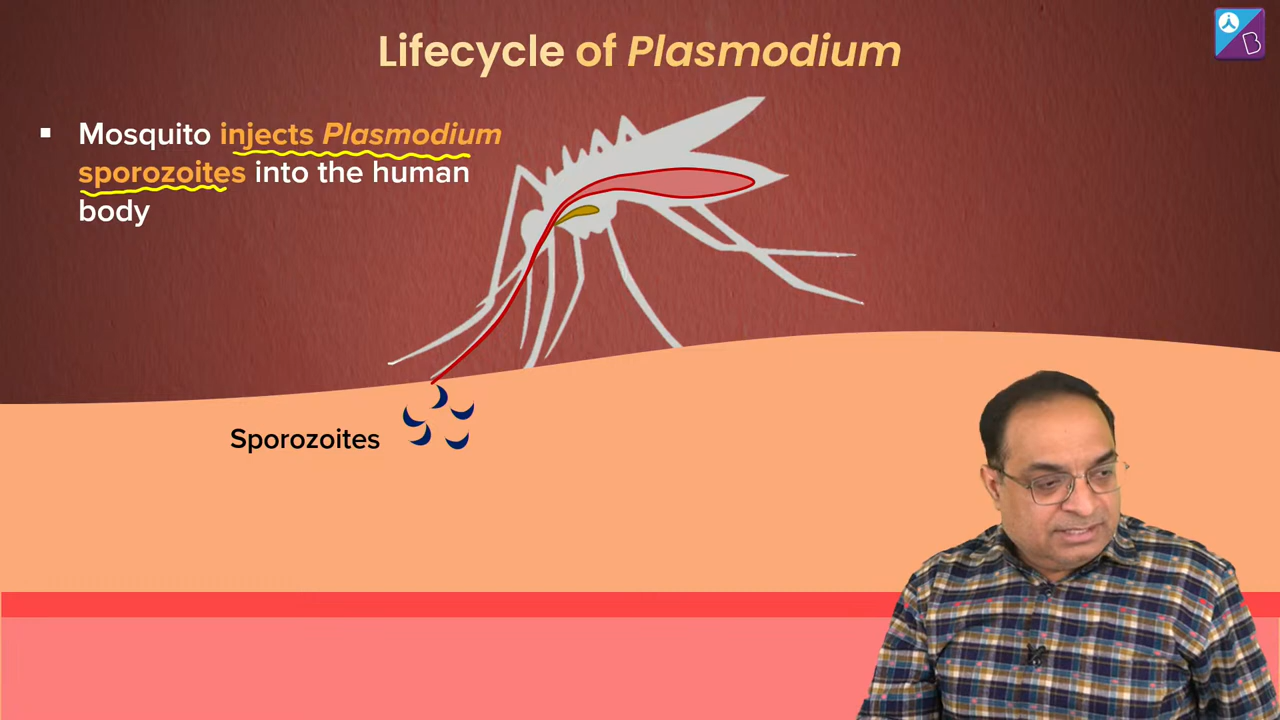 Lifecycle of Plasmodium
Mosquito injects Plasmodium
sporozoites into the human
body
Sporozoites
B